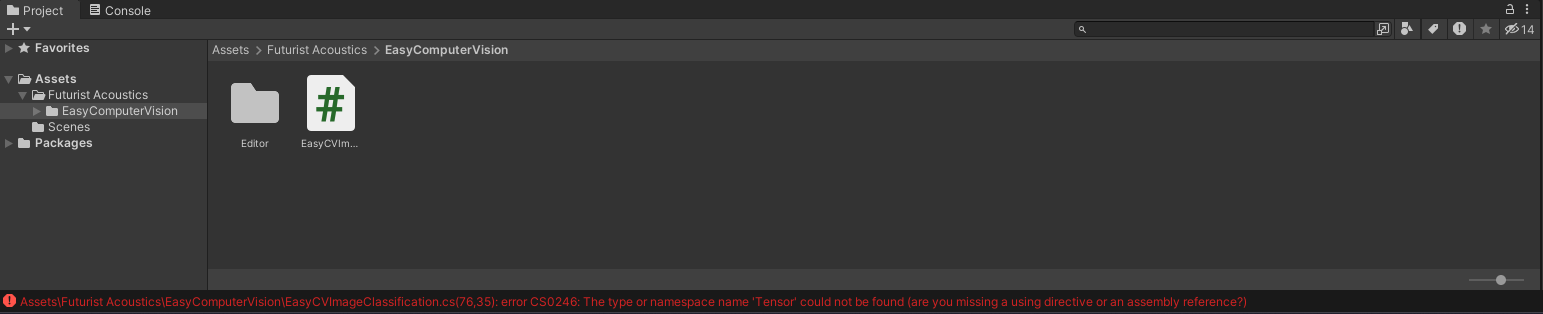 Project Console
14
Favorites
Assets > Futurist Acoustics > EasyComputerVision
Assets
Futurist Acoustics
EasyComputerVision
Scenes
Packages
#
Editor
EasyCVIm...
Assets\Futurist Acoustics\EasyComputerVision\EasyCVImageClassification.cs(76,35): error CS0246: The type or namespace name 'Tensor' could not be found (are you missing a using directive or an assembly reference?)